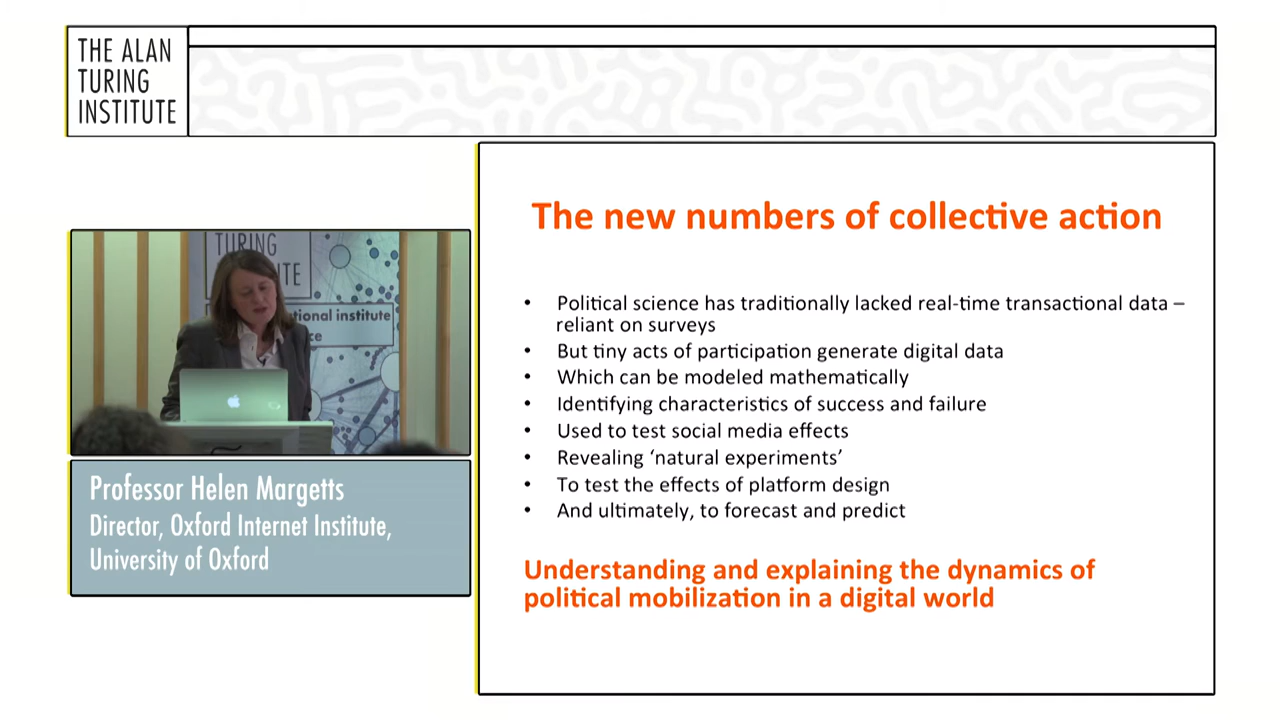 THE ALAN
TURING
INSTITUTE
The new numbers of collective action
• Political science has traditionally lacked real-time transactional data –
reliant on surveys
• But tiny acts of participation generate digital data
• Which can be modeled mathematically
• Identifying characteristics of success and failure
• Used to test social media effects
• Revealing ‘natural experiments’
• To test the effects of platform design
• And ultimately, to forecast and predict
Understanding and explaining the dynamics of
political mobilization in a digital world
TURING
institute
Professor Helen Margetts
Director, Oxford Internet Institute,
University of Oxford